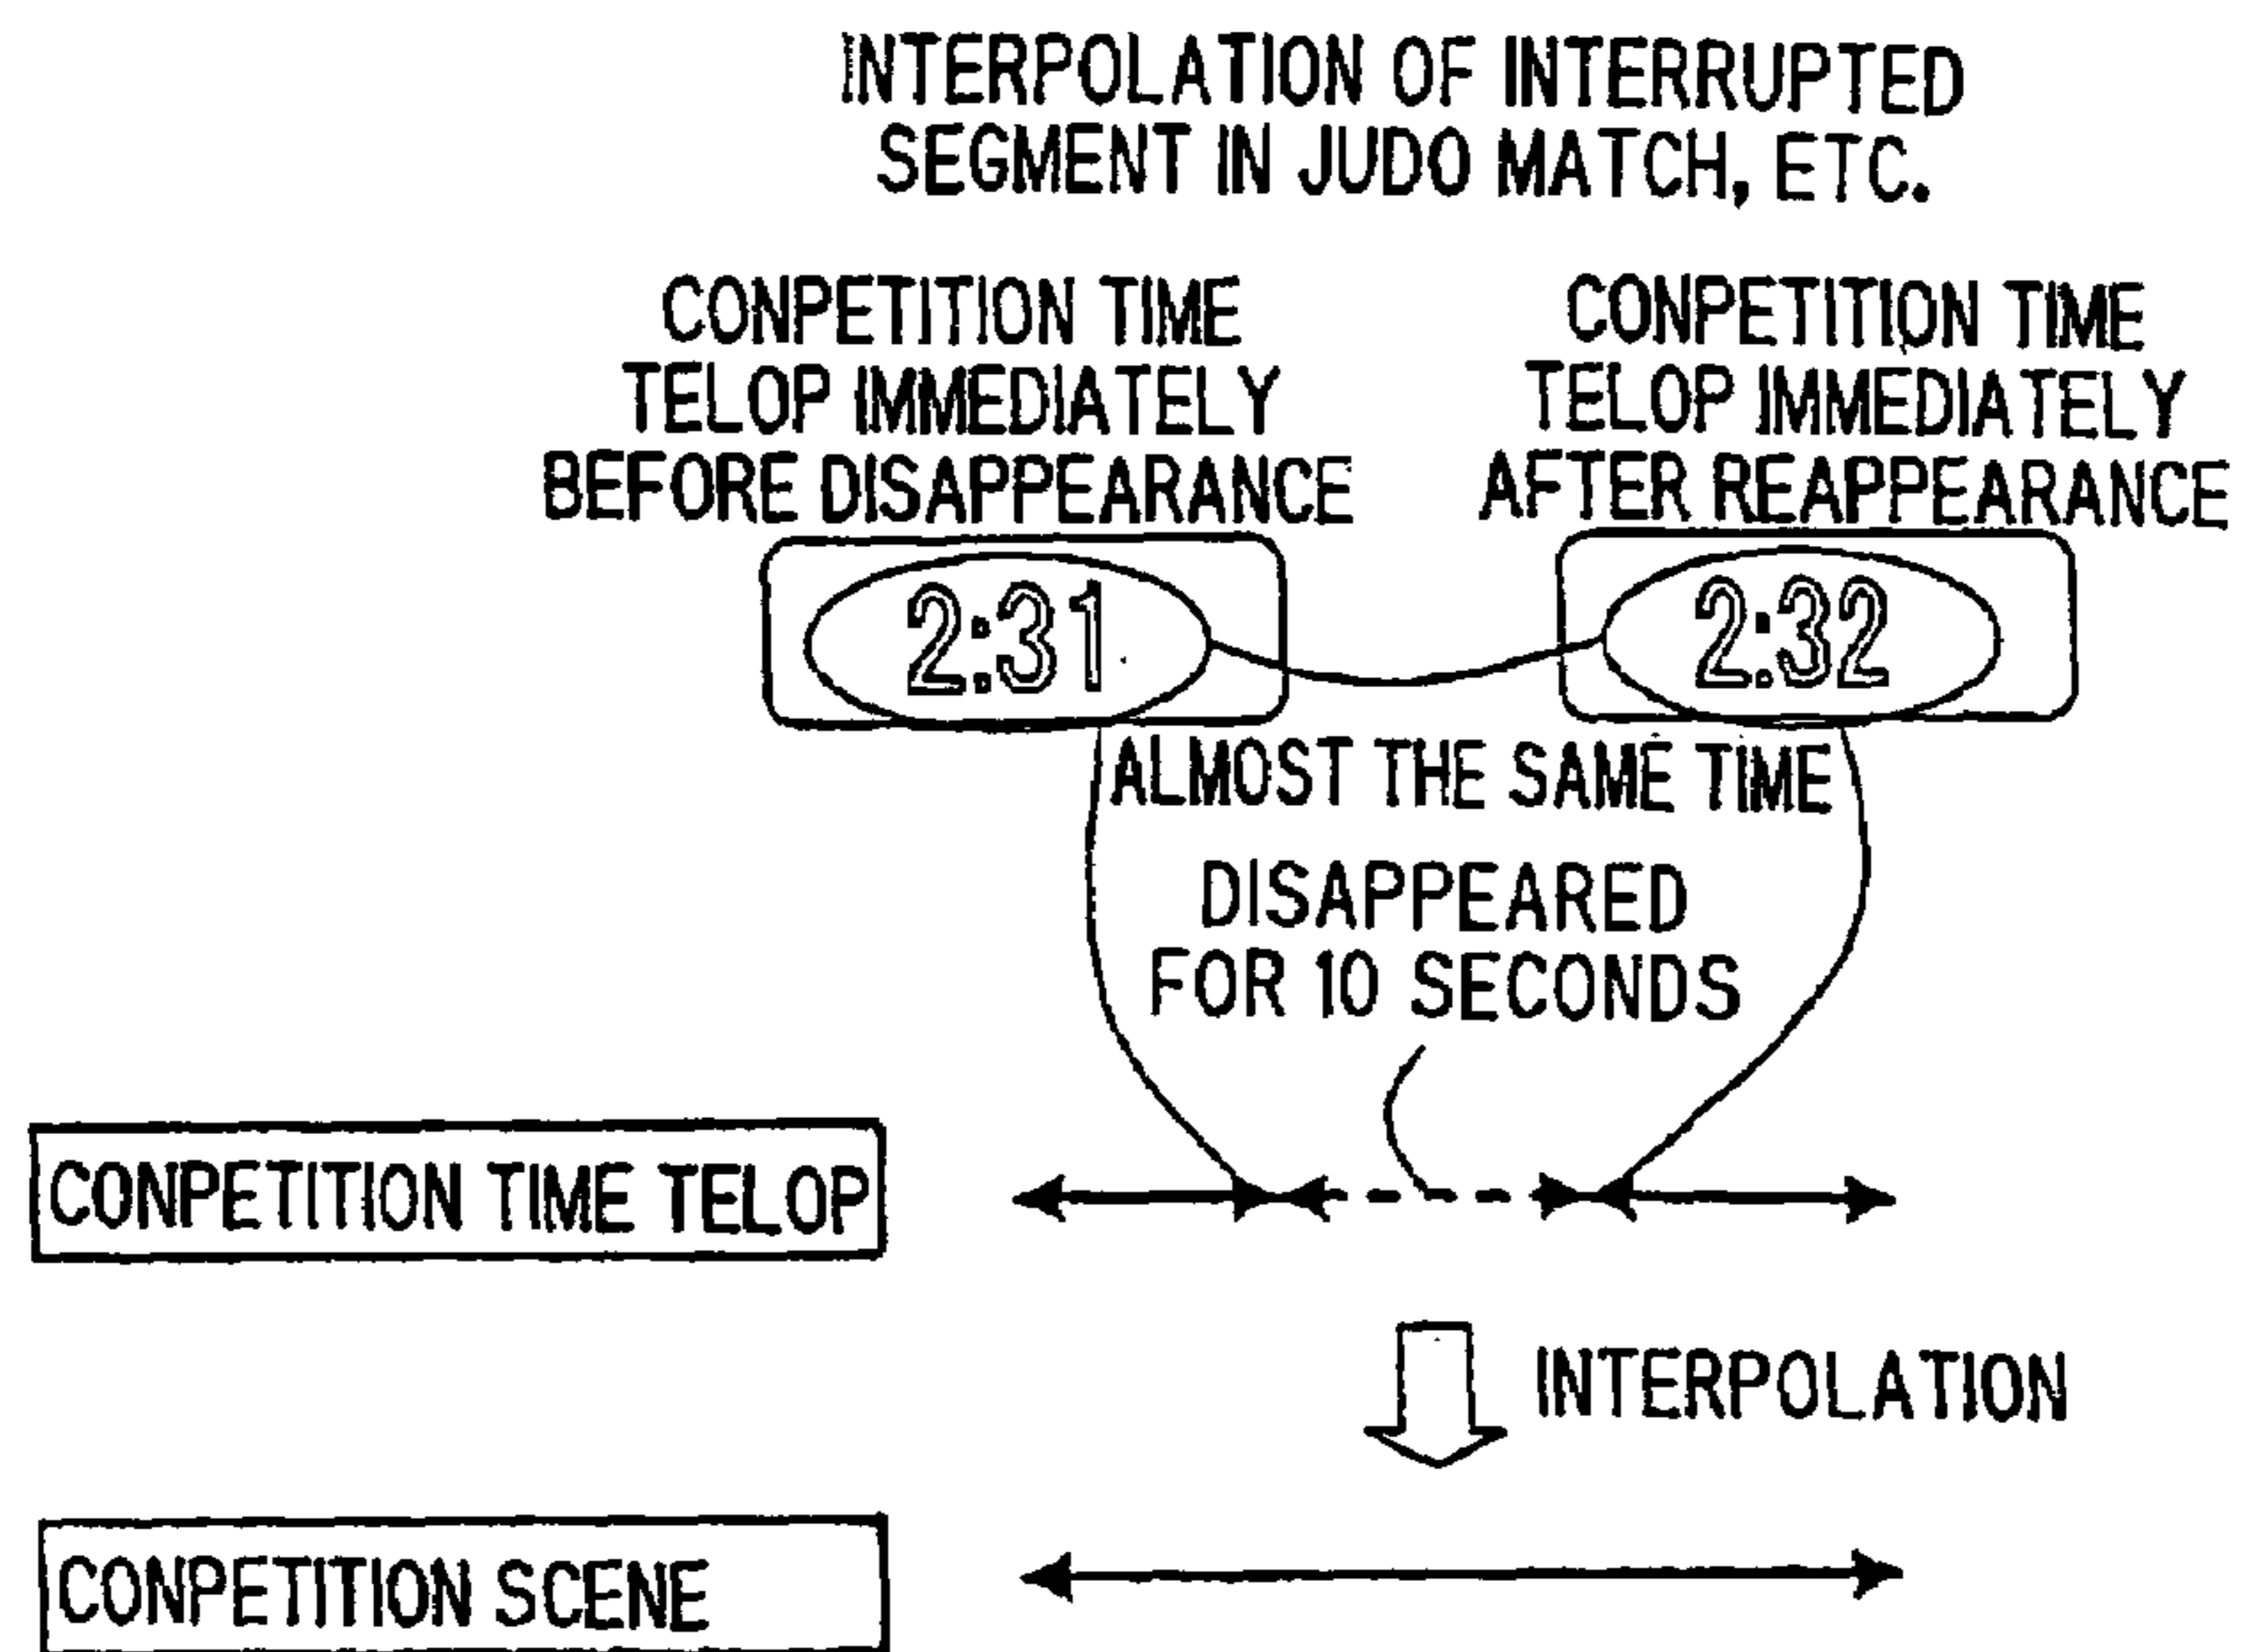 INTERPOLATION OF INTERRUPTED
SEGMENT IN JUDO MATCH, ETC.
CONPETITION TIME
TELOP IMMEDIATELY
BEFORE DISAPPEARANCE
CONPETITION TIME
TELOP IMMEDIATELY
AFTER REAPPEARANCE
2:31
2:32
ALMOST THE SAME TIME
DISAPPEARED
FOR 10 SECONDS
CONPETITION TIME TELOP
INTERPOLATION
CONPETITION SCENE